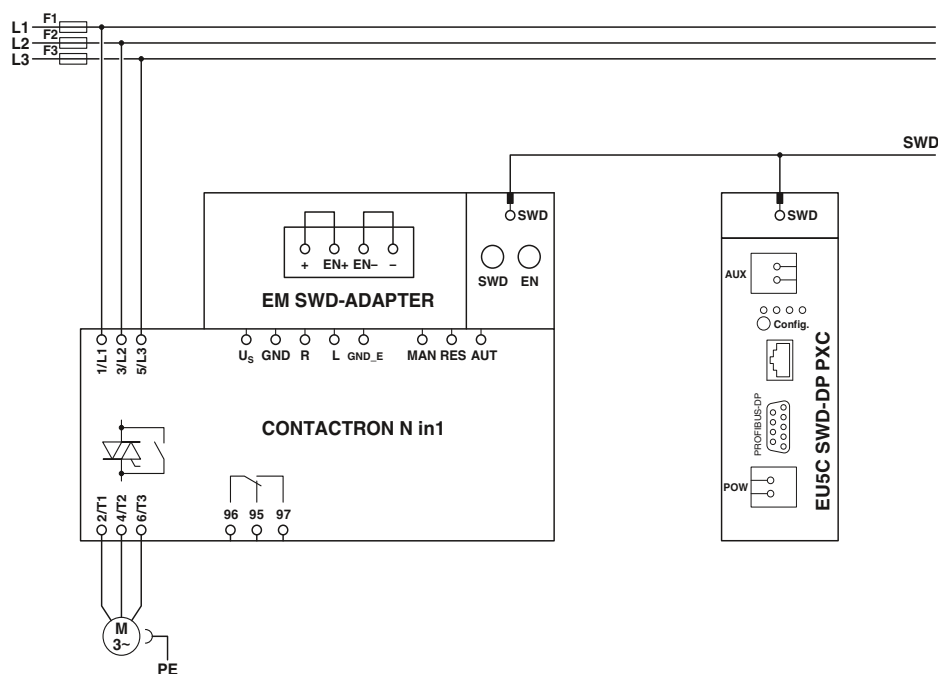 F1
L1
F2
L2
F3
L3
SWD
SWD
SWD
+ EN+ EN– –
SWD EN
EM SWD-ADAPTER
AUX
Config.
1/L1 3/L2 5/L3
US GND R L GND_E MAN RES AUT
CONTACTRON N in1
PROFIBUS-DP
EU5C SWD-DP PXC
POW
2/T1 4/T2 6/T3
96 95 97
M
3~
PE